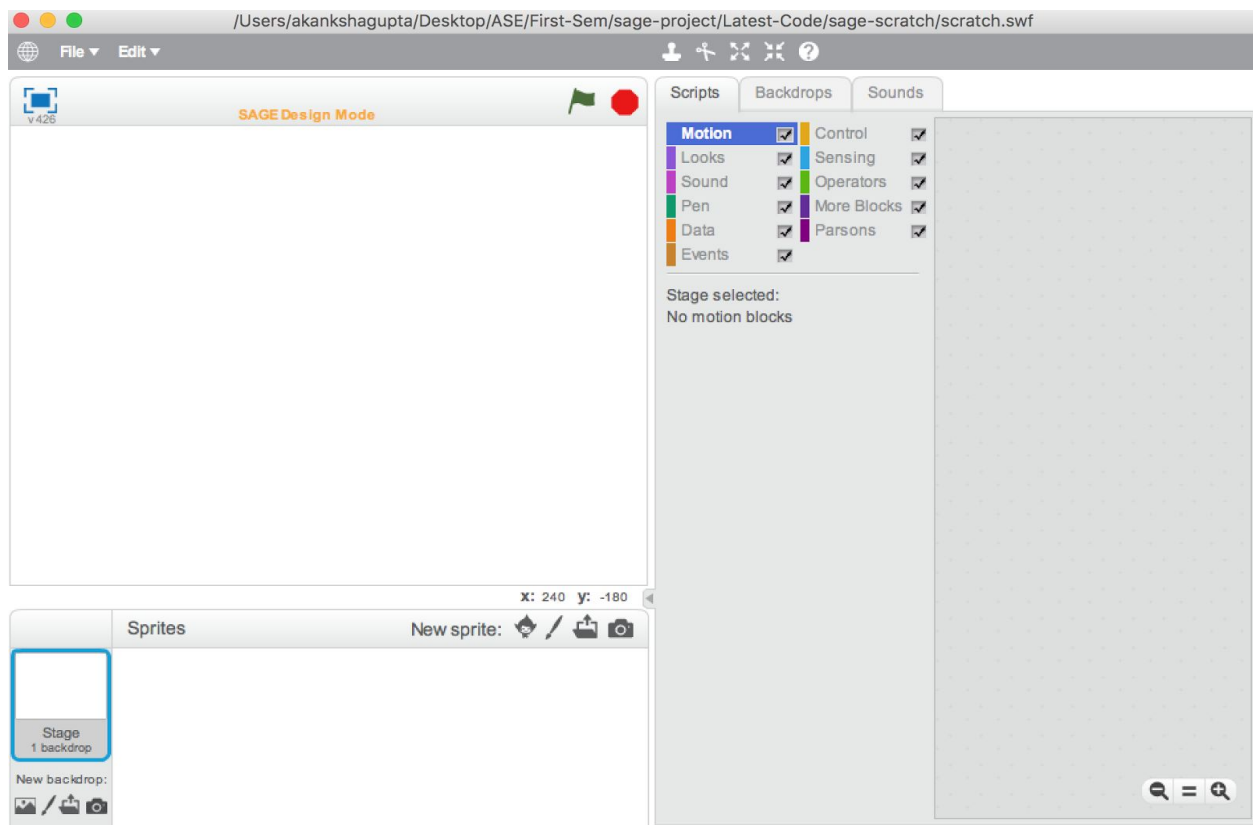 /Users/akankshagupta/Desktop/ASE/First-Sem/sage-project/Latest-Code/sage-scratch/scratch.swf
File ▾ Edit ▾
v426
SAGE Design Mode
Scripts Backdrops Sounds
Motion Control
Looks Sensing
Sound Operators
Pen More Blocks
Data Parsons
Events
Stage selected:
No motion blocks
x: 240 y: -180
Sprites New sprite:
Stage
1 backdrop
New backdrop: